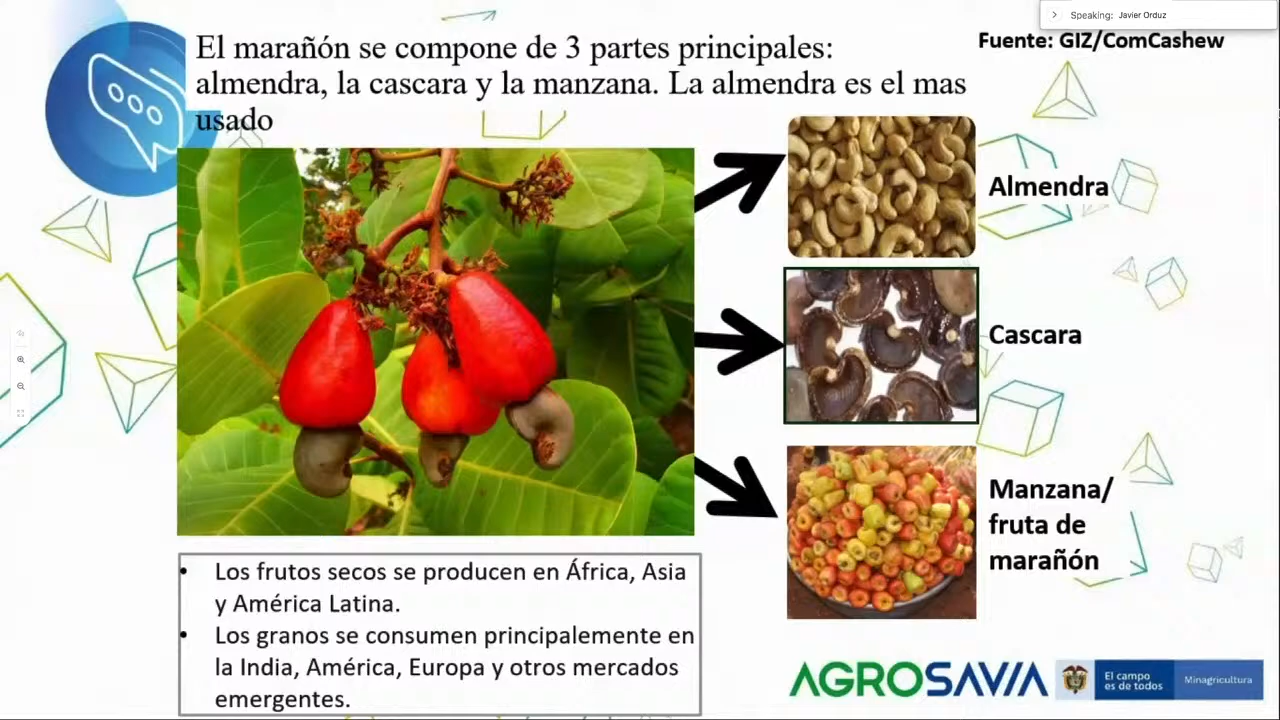 Speaking: Javier Orduz
El marañón se compone de 3 partes principales:
almendra, la cascara y la manzana. La almendra es el mas
usado
Fuente: GIZ/ComCashew
Almendra
Cascara
Manzana/
fruta de
marañón
• Los frutos secos se producen en África, Asia
y América Latina.
• Los granos se consumen principalemente en
la India, América, Europa y otros mercados
emergentes.
AGROSAVIA
El campo
es de todos
Minagricultura